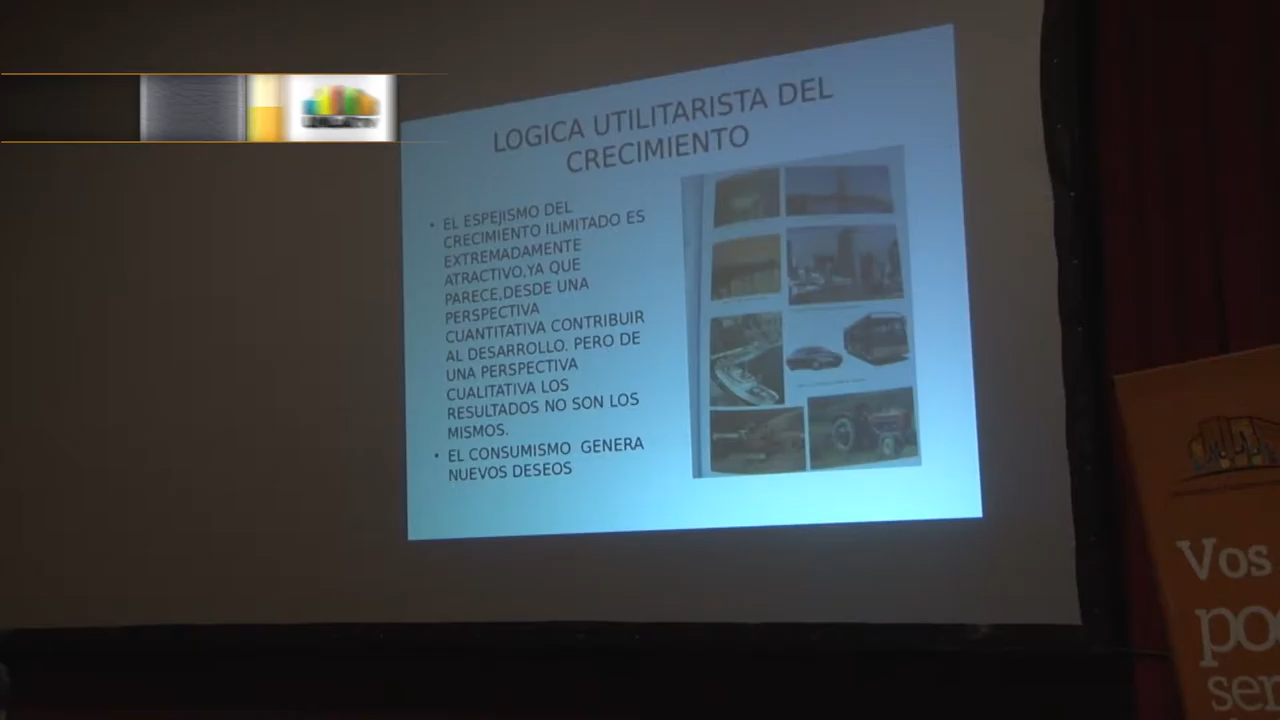 LOGICA UTILITARISTA DEL
CRECIMIENTO
• EL ESPEJISMO DEL
CRECIMIENTO ILIMITADO ES
EXTREMADAMENTE
ATRACTIVO,YA QUE
PARECE,DESDE UNA
PERSPECTIVA
CUANTITATIVA CONTRIBUIR
AL DESARROLLO. PERO DE
UNA PERSPECTIVA
CUALITATIVA LOS
RESULTADOS NO SON LOS
MISMOS.
• EL CONSUMISMO GENERA
NUEVOS DESEOS
Vos